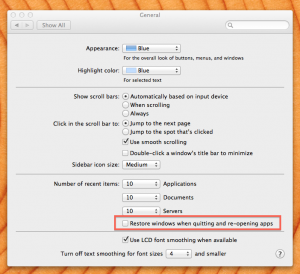 General
Show All
Appearance: Blue
For the overall look of buttons, menus, and windows
Highlight color: Blue
For selected text
Show scroll bars: Automatically based on input device
When scrolling
Always
Click in the scroll bar to: Jump to the next page
Jump to the spot that's clicked
Use smooth scrolling
Double-click a window's title bar to minimize
Sidebar icon size: Medium
Number of recent items: 10 Applications
10 Documents
10 Servers
Restore windows when quitting and re-opening apps
Use LCD font smoothing when available
Turn off text smoothing for font sizes 4 and smaller ?